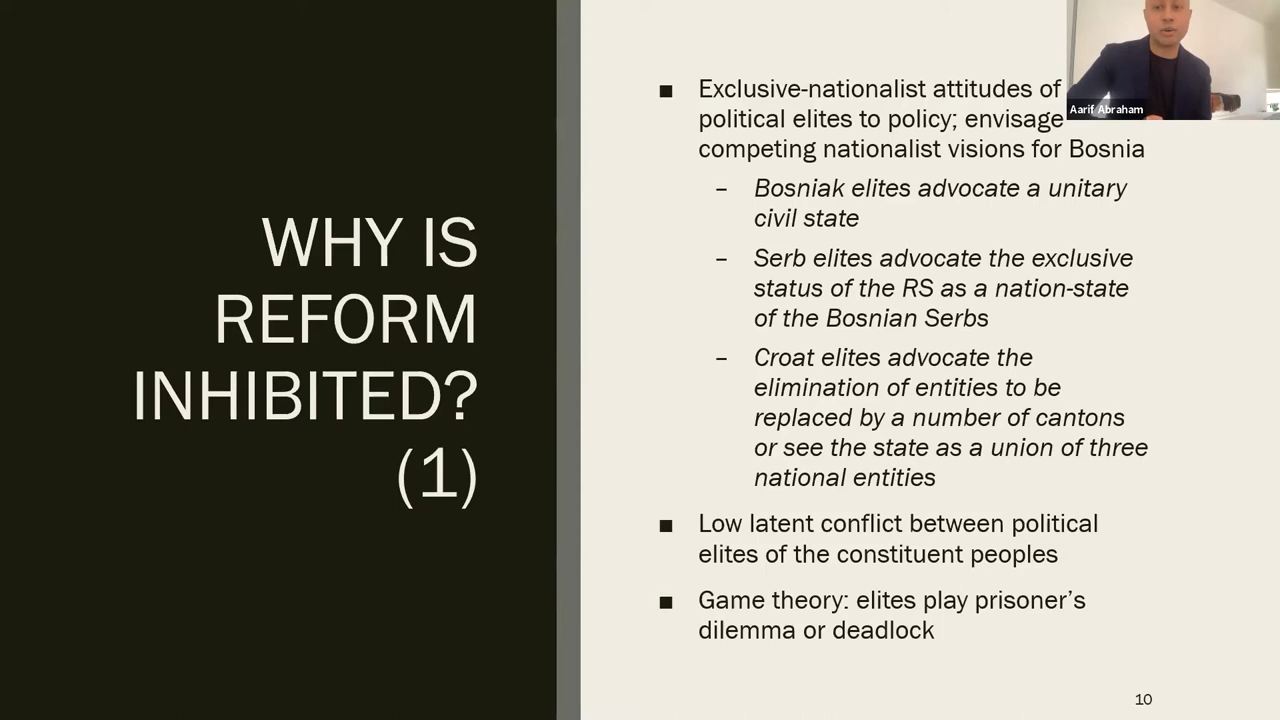 WHY IS
REFORM
INHIBITED?
(1)
■ Exclusive-nationalist attitudes of
political elites to policy; envisage
competing nationalist visions for Bosnia
– Bosniak elites advocate a unitary
civil state
– Serb elites advocate the exclusive
status of the RS as a nation-state
of the Bosnian Serbs
– Croat elites advocate the
elimination of entities to be
replaced by a number of cantons
or see the state as a union of three
national entities
■ Low latent conflict between political
elites of the constituent peoples
■ Game theory: elites play prisoner’s
dilemma or deadlock
10
Aarif Abraham